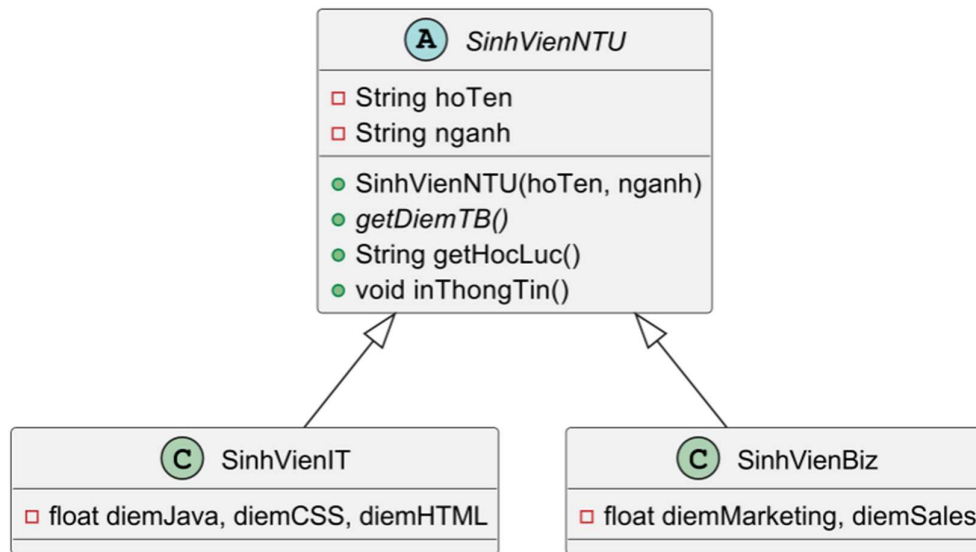 A SinhVienNTU
String hoTen
String nganh
SinhVienNTU(hoTen, nganh)
getDiemTB()
String getHocLuc()
void inThongTin()
C SinhVienIT
float diemJava, diemCSS, diemHTML
C SinhVienBiz
float diemMarketing, diemSales